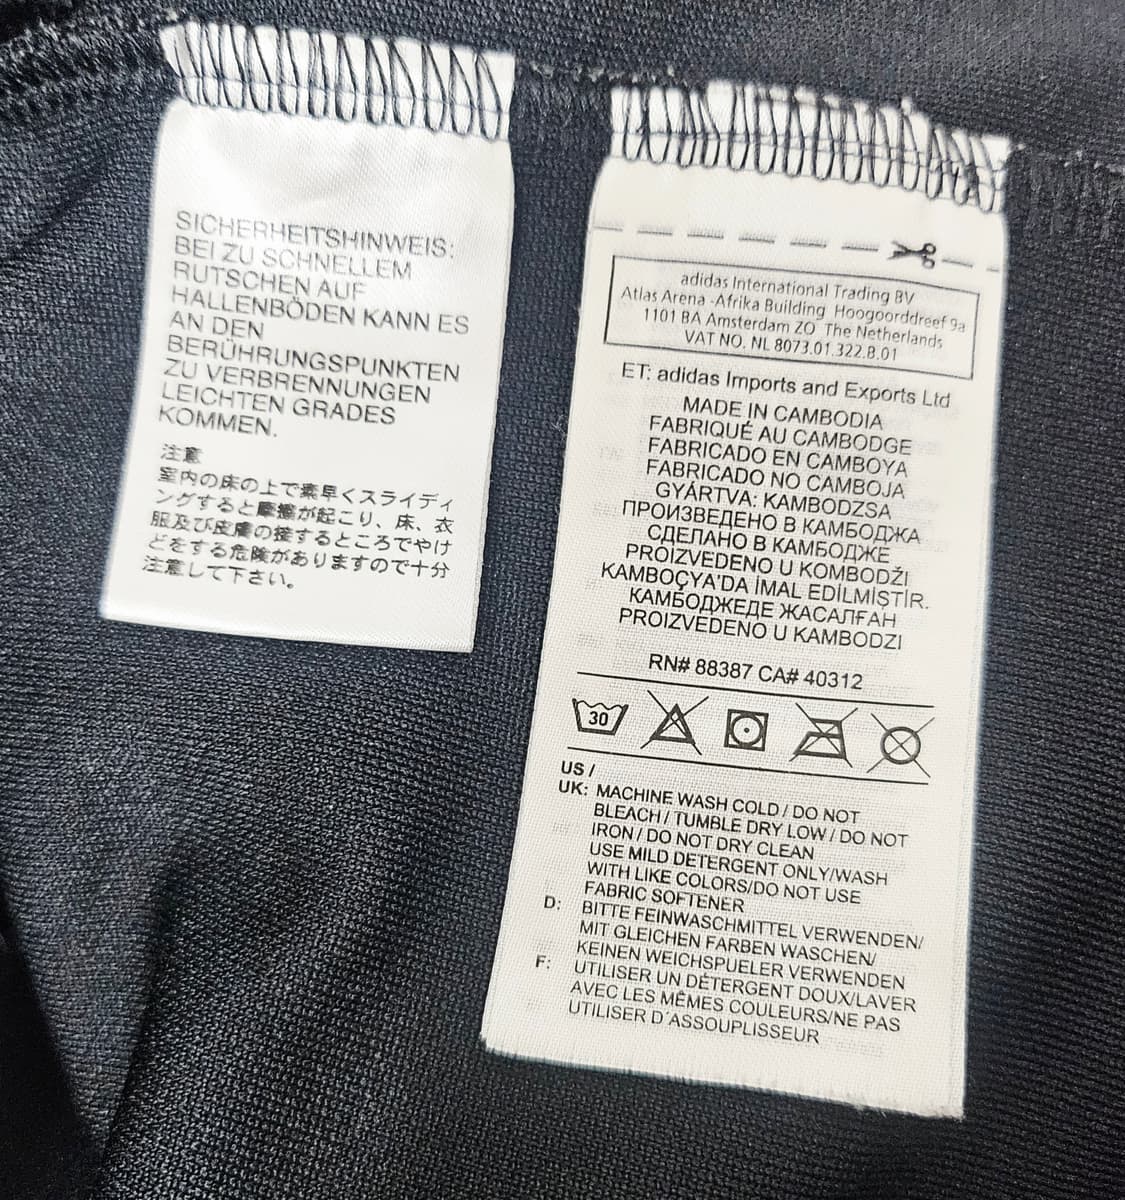 SICHERHEITSHINWEIS:
BEI ZU SCHNELLEM
RUTSCHEN AUF
HALLENBÖDEN KANN ES
AN DEN
BERÜHRUNGSPUNKTEN
ZU VERBRENNUNGEN
LEICHTEN GRADES
KOMMEN.
注意
室内の床の上で素早くスライディ
ングすると摩擦が起こり、床、衣
服及び皮膚の接するところでやけ
どをする危険がありますので十分
注意して下さい。
adidas International Trading BV
Atlas Arena -Afrika Building Hoogoorddreef 9a
1101 BA Amsterdam ZO The Netherlands
VAT NO. NL 8073.01.322.B.01
ET: adidas Imports and Exports Ltd
MADE IN CAMBODIA
FABRIQUÉ AU CAMBODGE
FABRICADO EN CAMBOYA
FABRICADO NO CAMBOJA
GYÁRTVA: KAMBODZSA
ПРОИЗВЕДЕНО В КАМБОДЖА
СДЕЛАНО В КАМБОДЖЕ
PROIZVEDENO U KOMBODŽI
KAMBOÇYA'DA İMAL EDİLMİŞTİR.
КАМБОДЖЕДЕ ЖАСАЛҒАН
PROIZVEDENO U KAMBODZI
RN# 88387 CA# 40312
30
US /
UK: MACHINE WASH COLD / DO NOT
BLEACH / TUMBLE DRY LOW / DO NOT
IRON / DO NOT DRY CLEAN
USE MILD DETERGENT ONLY/WASH
WITH LIKE COLORS/DO NOT USE
FABRIC SOFTENER
D: BITTE FEINWASCHMITTEL VERWENDEN/
MIT GLEICHEN FARBEN WASCHEN/
KEINEN WEICHSPUELER VERWENDEN
F: UTILISER UN DÉTERGENT DOUX/LAVER
AVEC LES MÊMES COULEURS/NE PAS
UTILISER D´ASSOUPLISSEUR